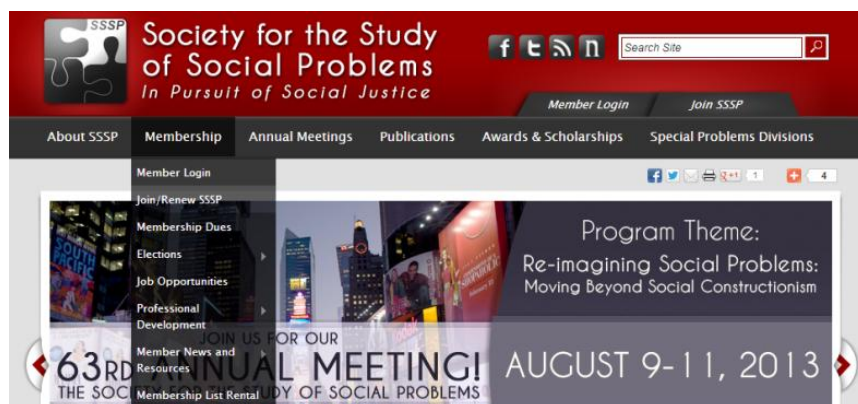 SSSP
Society for the Study
of Social Problems
In Pursuit of Social Justice
Search Site
Member Login
Join SSSP
About SSSP
Membership
Annual Meetings
Publications
Awards & Scholarships
Special Problems Divisions
Member Login
Join/Renew SSSP
Membership Dues
Elections
Job Opportunities
Professional
Development
Member News and
Resources
Membership List Rental
+1
1
4
SOUTH
PACIFIC
Program Theme:
Re-imagining Social Problems:
Moving Beyond Social Constructionism
JOIN US FOR OUR
63RD ANNUAL MEETING!
THE SOCIETY FOR THE STUDY OF SOCIAL PROBLEMS
AUGUST 9-11, 2013